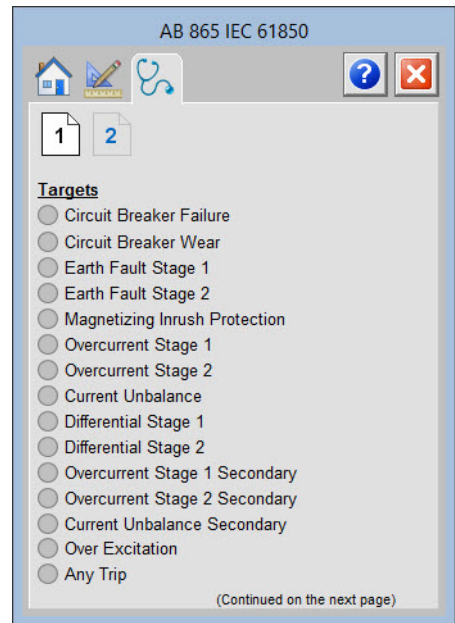 AB 865 IEC 61850
?
1 2
Targets
Circuit Breaker Failure
Circuit Breaker Wear
Earth Fault Stage 1
Earth Fault Stage 2
Magnetizing Inrush Protection
Overcurrent Stage 1
Overcurrent Stage 2
Current Unbalance
Differential Stage 1
Differential Stage 2
Overcurrent Stage 1 Secondary
Overcurrent Stage 2 Secondary
Current Unbalance Secondary
Over Excitation
Any Trip
(Continued on the next page)